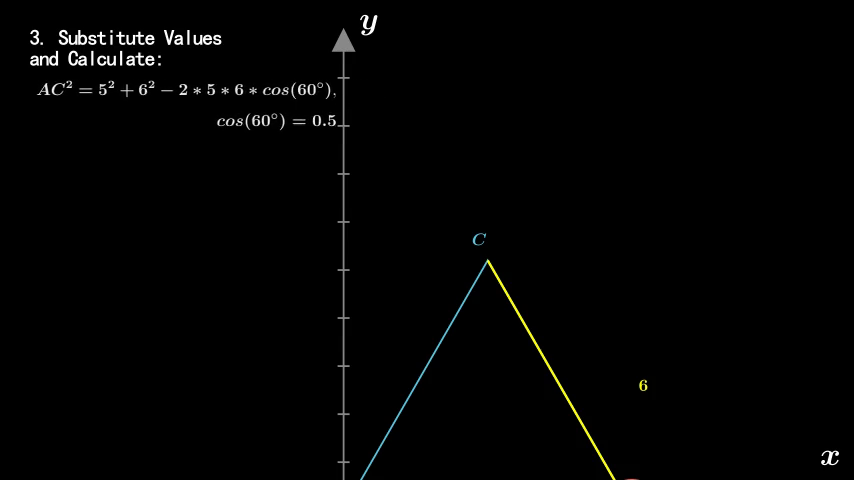 3. Substitute Values
and Calculate:
AC² = 5² + 6² − 2 * 5 * 6 * cos(60°),
cos(60°) = 0.5
y
C
6
x